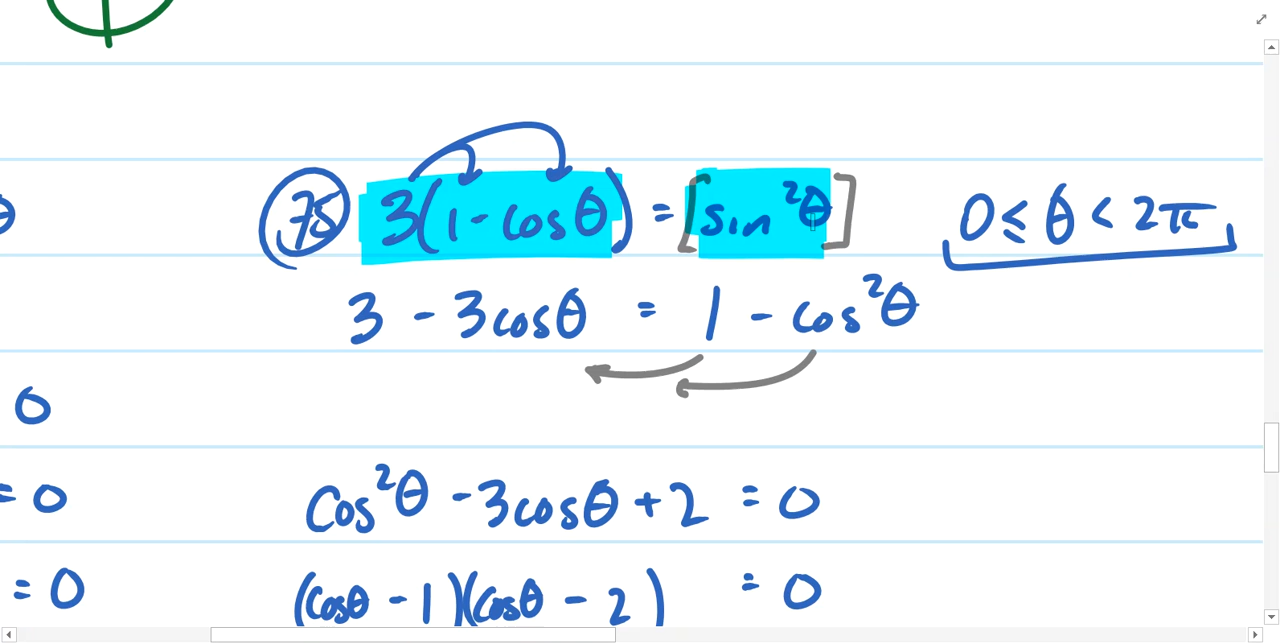 75 3(1 - cos θ) = [sin²θ] 0 ≤ θ < 2π
3 - 3cosθ = 1 - cos²θ
0
= 0 Cos²θ - 3cosθ + 2 = 0
= 0 (cosθ - 1)(cosθ - 2) = 0